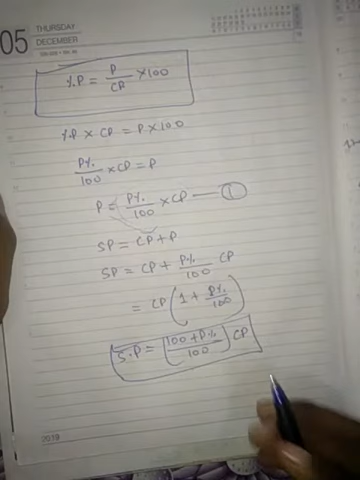 05 THURSDAY
DECEMBER
%P = P/CP × 100
%P × CP = P × 100
P%/100 × CP = P
P = P%/100 × CP — ①
SP = CP + P
SP = CP + P%/100 CP
= CP (1 + P%/100)
S.P = (100 + P%/100) CP
2019